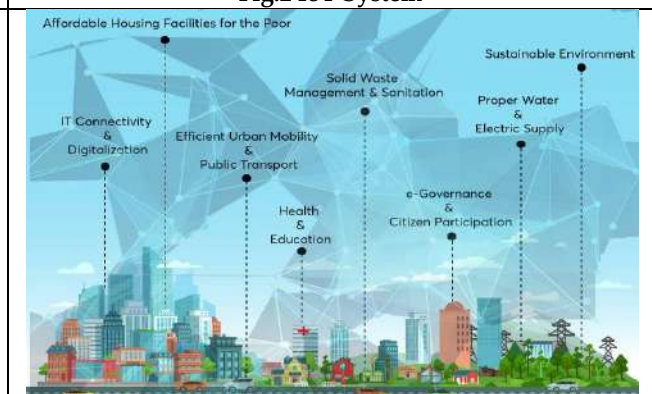 Affordable Housing Facilities for the Poor
Sustainable Environment
Solid Waste
Management & Sanitation
Proper Water
&
Electric Supply
IT Connectivity
&
Digitalization
Efficient Urban Mobility
&
Public Transport
e-Governance
&
Citizen Participation
Health
&
Education